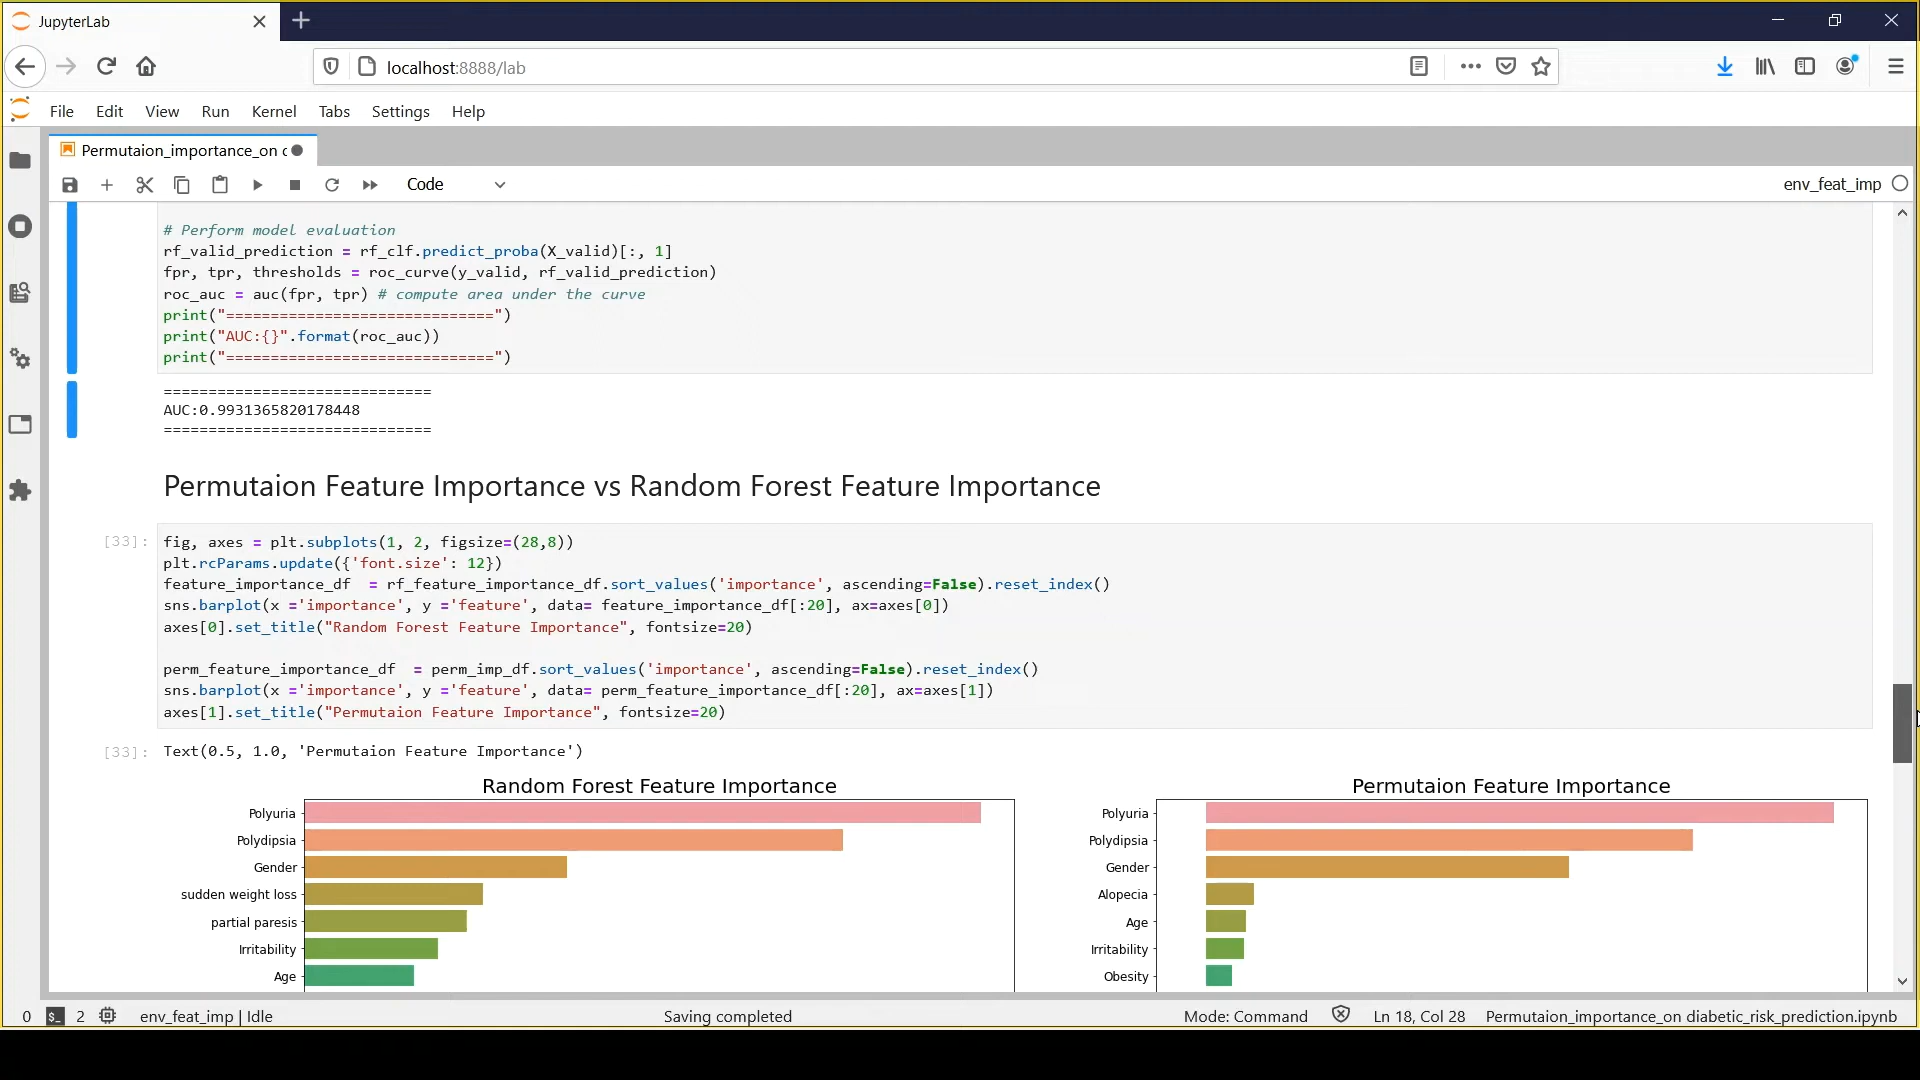 JupyterLab
localhost:8888/lab
File Edit View Run Kernel Tabs Settings Help
Permutaion_importance_on c
Code
env_feat_imp
# Perform model evaluation
rf_valid_prediction = rf_clf.predict_proba(X_valid)[:, 1]
fpr, tpr, thresholds = roc_curve(y_valid, rf_valid_prediction)
roc_auc = auc(fpr, tpr) # compute area under the curve
print("==============================")
print("AUC:{}".format(roc_auc))
print("==============================")
==============================
AUC:0.9931365820178448
==============================
Permutaion Feature Importance vs Random Forest Feature Importance
[33]: fig, axes = plt.subplots(1, 2, figsize=(28,8))
plt.rcParams.update({'font.size': 12})
feature_importance_df  = rf_feature_importance_df.sort_values('importance', ascending=False).reset_index()
sns.barplot(x ='importance', y ='feature', data= feature_importance_df[:20], ax=axes[0])
axes[0].set_title("Random Forest Feature Importance", fontsize=20)
perm_feature_importance_df  = perm_imp_df.sort_values('importance', ascending=False).reset_index()
sns.barplot(x ='importance', y ='feature', data= perm_feature_importance_df[:20], ax=axes[1])
axes[1].set_title("Permutaion Feature Importance", fontsize=20)
[33]: Text(0.5, 1.0, 'Permutaion Feature Importance')
Random Forest Feature Importance
Polyuria
Polydipsia
Gender
sudden weight loss
partial paresis
Irritability
Age
Permutaion Feature Importance
Polyuria
Polydipsia
Gender
Alopecia
Age
Irritability
Obesity
0 $_ 2 env_feat_imp | Idle
Saving completed
Mode: Command Ln 18, Col 28 Permutaion_importance_on diabetic_risk_prediction.ipynb